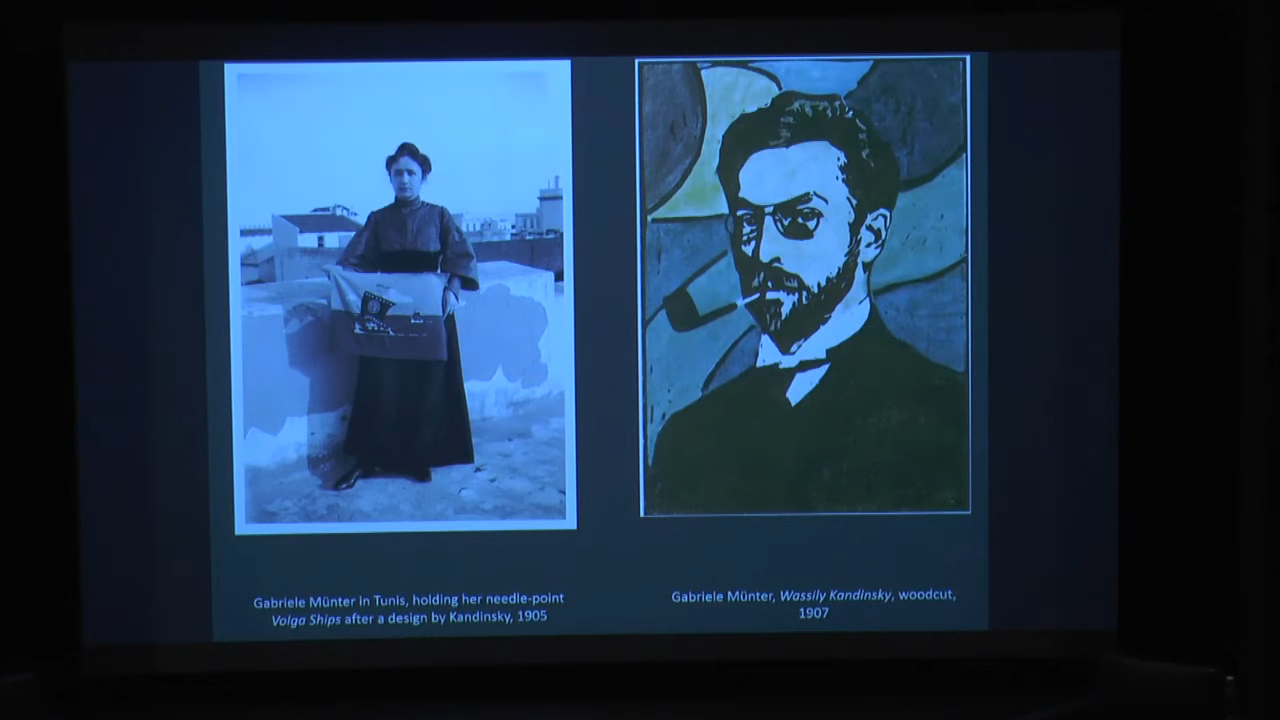 Gabriele Münter in Tunis, holding her needle-point
Volga Ships after a design by Kandinsky, 1905
Gabriele Münter, Wassily Kandinsky, woodcut,
1907